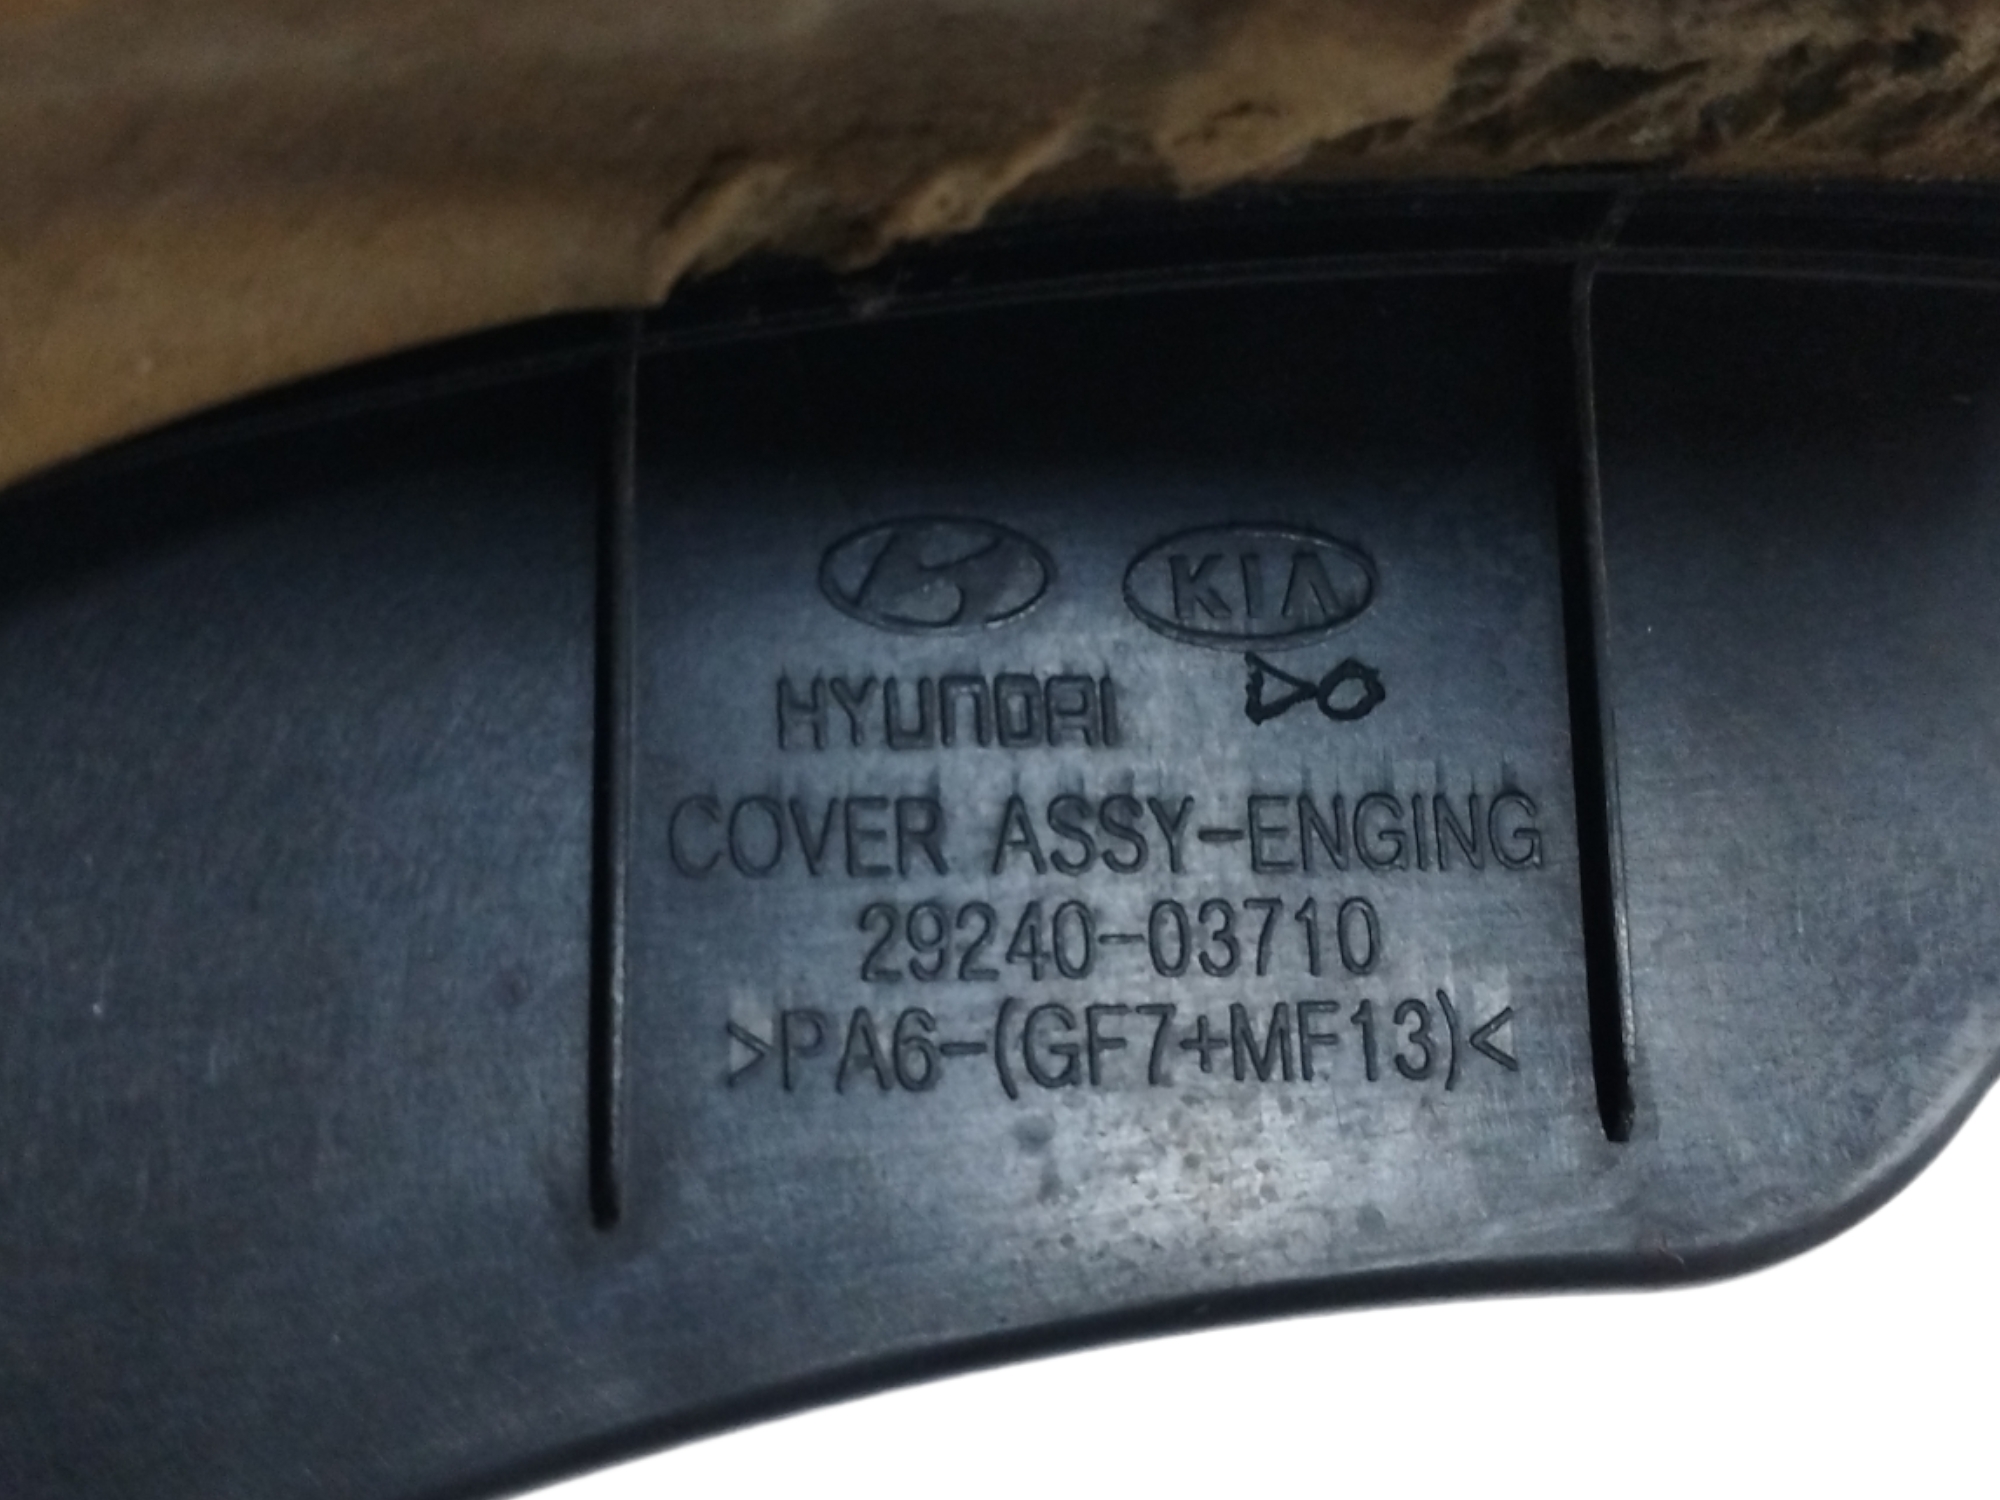 KIA
HYUNDAI
COVER ASSY-ENGING
29240-03710
>PA6-(GF7+MF13)<